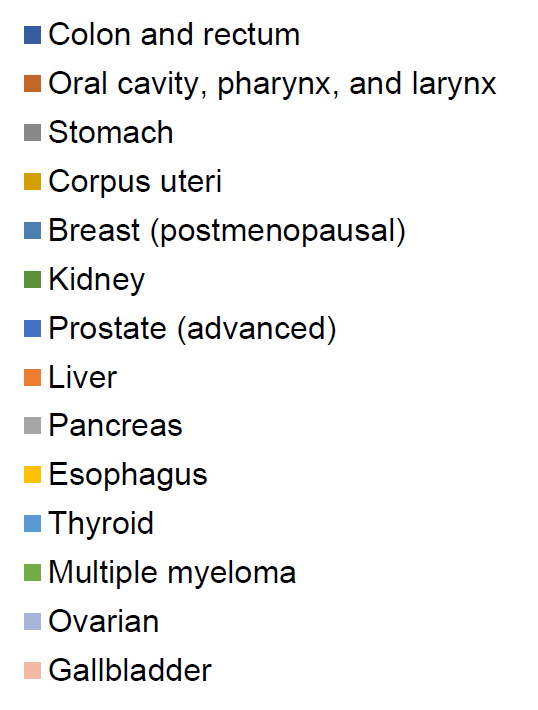 Colon and rectum
Oral cavity, pharynx, and larynx
Stomach
Corpus uteri
Breast (postmenopausal)
Kidney
Prostate (advanced)
Liver
Pancreas
Esophagus
Thyroid
Multiple myeloma
Ovarian
Gallbladder